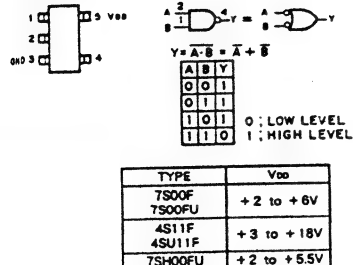 1 5 VDD
2
GND 3 4
A 2 4 Y = A Y
B 1 B
Y = A·B = A + B
A B Y
0 0 1
0 1 1
1 0 1
1 1 0
0 ; LOW LEVEL
1 ; HIGH LEVEL
TYPE VDD
7S00F
7S00FU
+2 to +6V
4S11F
4SU11F
+3 to +18V
7SH00FU +2 to +5.5V